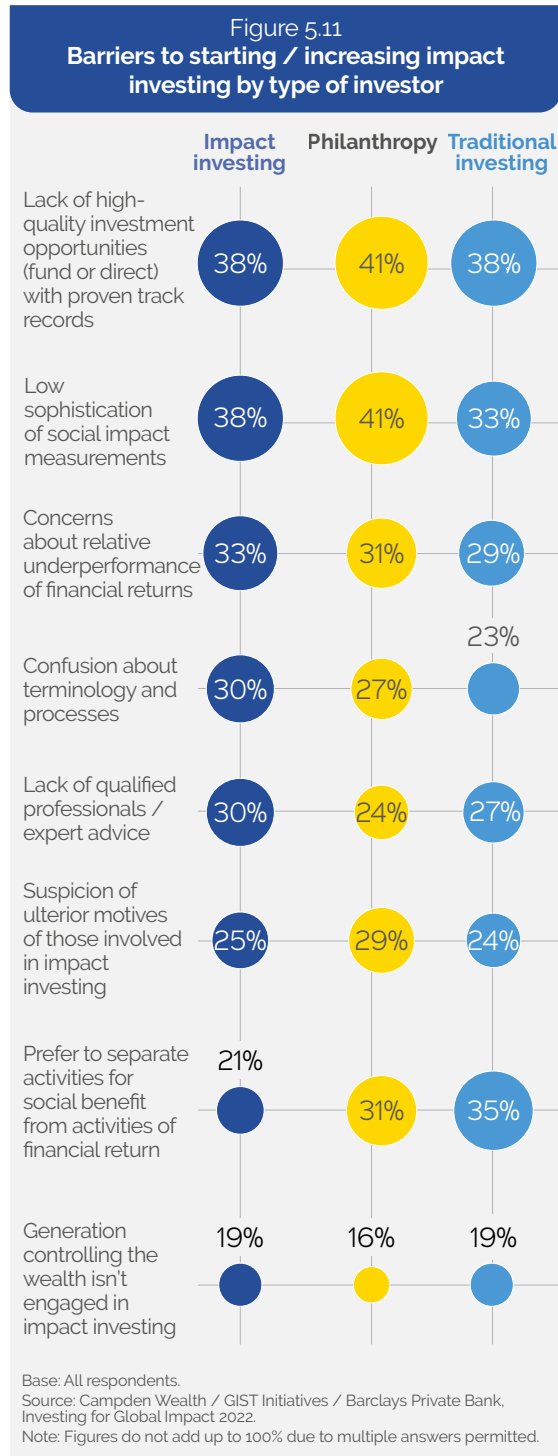 Figure 5.11
Barriers to starting / increasing impact
investing by type of investor
Impact
investing
Philanthropy
Traditional
investing
Lack of high-
quality investment
opportunities
(fund or direct)
with proven track
records
38%
41%
38%
Low
sophistication
of social impact
measurements
38%
41%
33%
Concerns
about relative
underperformance
of financial returns
33%
31%
29%
Confusion about
terminology and
processes
30%
27%
23%
Lack of qualified
professionals /
expert advice
30%
24%
27%
Suspicion of
ulterior motives
of those involved
in impact
investing
25%
29%
24%
Prefer to separate
activities for
social benefit
from activities of
financial return
21%
31%
35%
Generation
controlling the
wealth isn't
engaged in
impact investing
19%
16%
19%
Base: All respondents.
Source: Campden Wealth / GIST Initiatives / Barclays Private Bank,
Investing for Global Impact 2022.
Note: Figures do not add up to 100% due to multiple answers permitted.